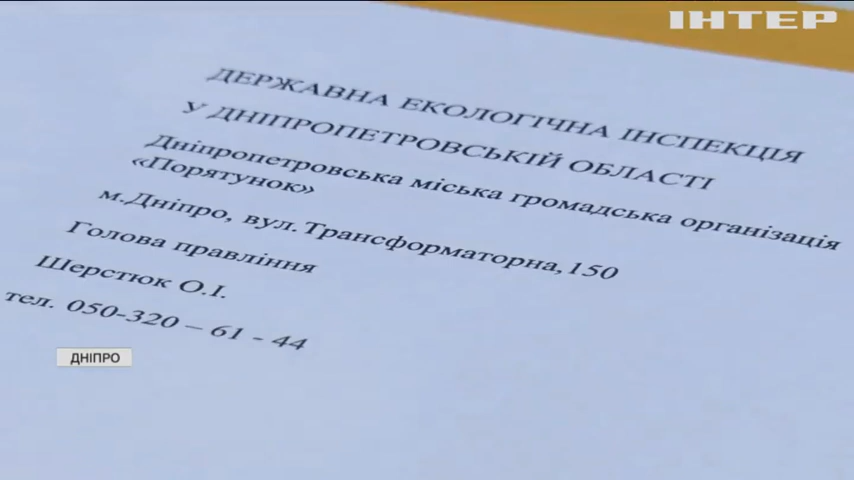 ІНТЕР
ДЕРЖАВНА ЕКОЛОГІЧНА ІНСПЕКЦІЯ
У ДНІПРОПЕТРОВСЬКІЙ ОБЛАСТІ
Дніпропетровська міська громадська організація
«Порятунок»
м.Дніпро, вул. Трансформаторна,150
Голова правління
Шерстюк О.І.
тел. 050-320 – 61 - 44
ДНІПРО